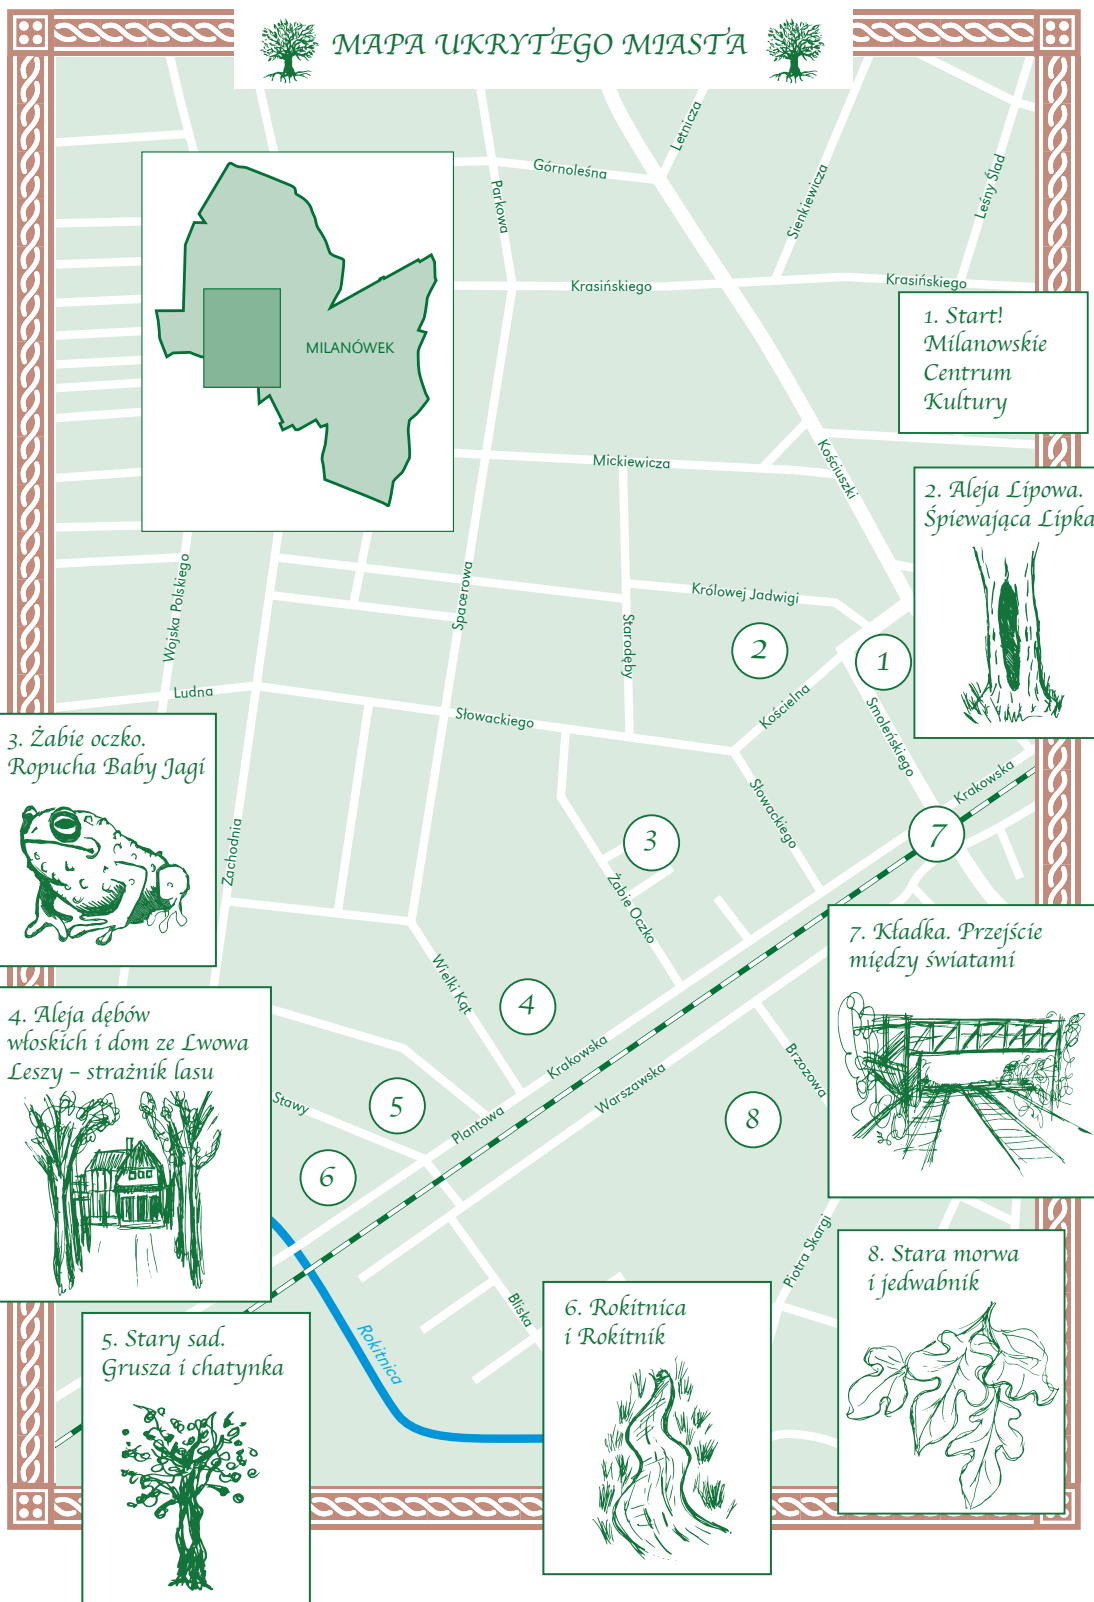 MAPA UKRYTEGO MIASTA
Letnicza
Górnoleśna
Parkowa
Sienkiewicza
Leśny Ślad
Krasińskiego
Krasińskiego
MILANÓWEK
1. Start!
Milanowskie
Centrum
Kultury
Mickiewicza
Kościuszki
2. Aleja Lipowa.
Śpiewająca Lipka
Wojska Polskiego
Spacerowa
Królowej Jadwigi
Starodęby
2
1
Ludna
Słowackiego
Kościelna
Smoleńskiego
3. Żabie oczko.
Ropucha Baby Jagi
Krakowska
Słowackiego
7
3
Zachodnia
Żabie Oczko
7. Kładka. Przejście
między światami
Wielki Kąt
4
4. Aleja dębów
włoskich i dom ze Lwowa
Leszy – strażnik lasu
Krakowska
Warszawska
Brzozowa
Stawy
5
Plantowa
8
6
Piotra Skargi
8. Stara morwa
i jedwabnik
Bliska
Rokitnica
6. Rokitnica
i Rokitnik
5. Stary sad.
Grusza i chatynka